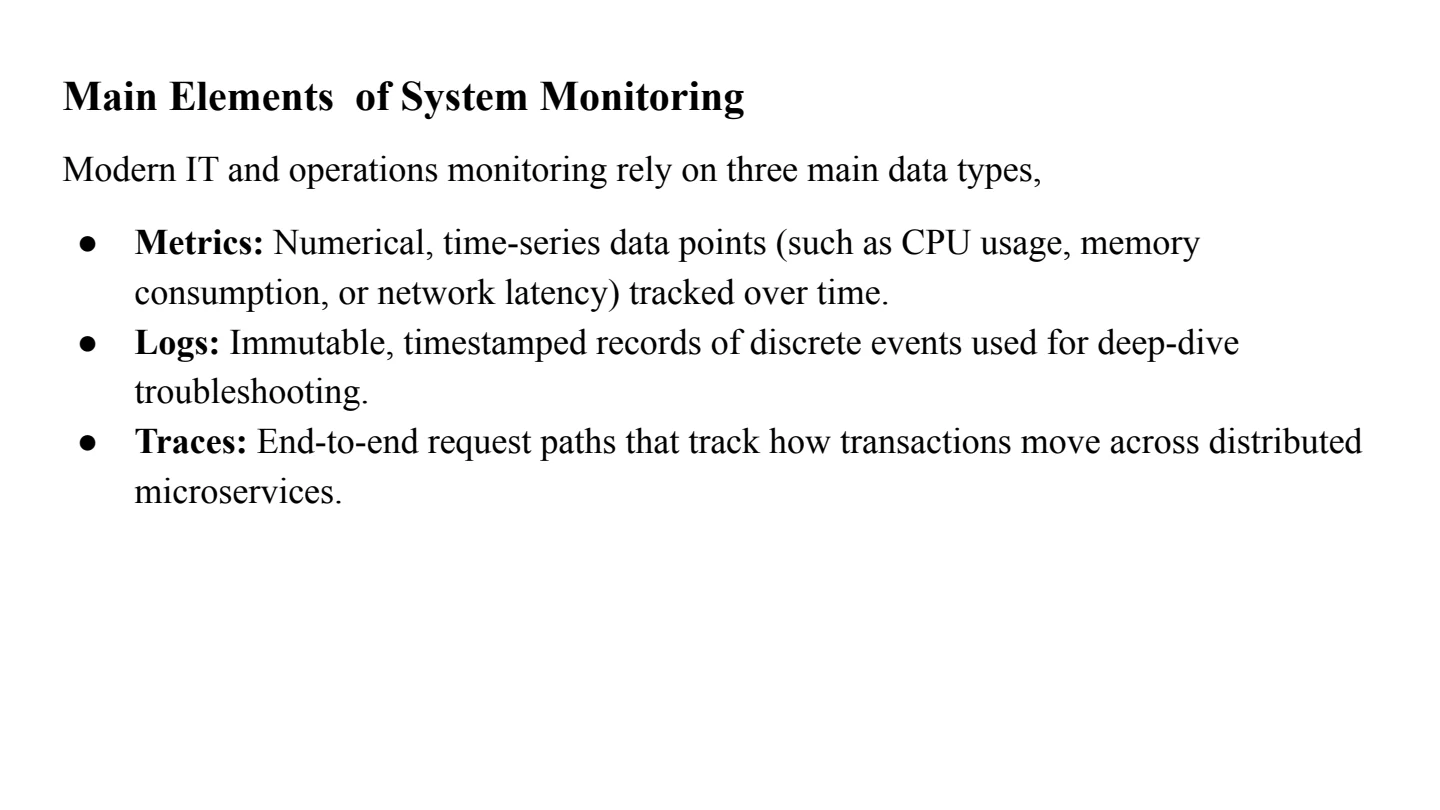 Main Elements  of System Monitoring
Modern IT and operations monitoring rely on three main data types,
● Metrics: Numerical, time-series data points (such as CPU usage, memory
consumption, or network latency) tracked over time.
● Logs: Immutable, timestamped records of discrete events used for deep-dive
troubleshooting.
● Traces: End-to-end request paths that track how transactions move across distributed
microservices.